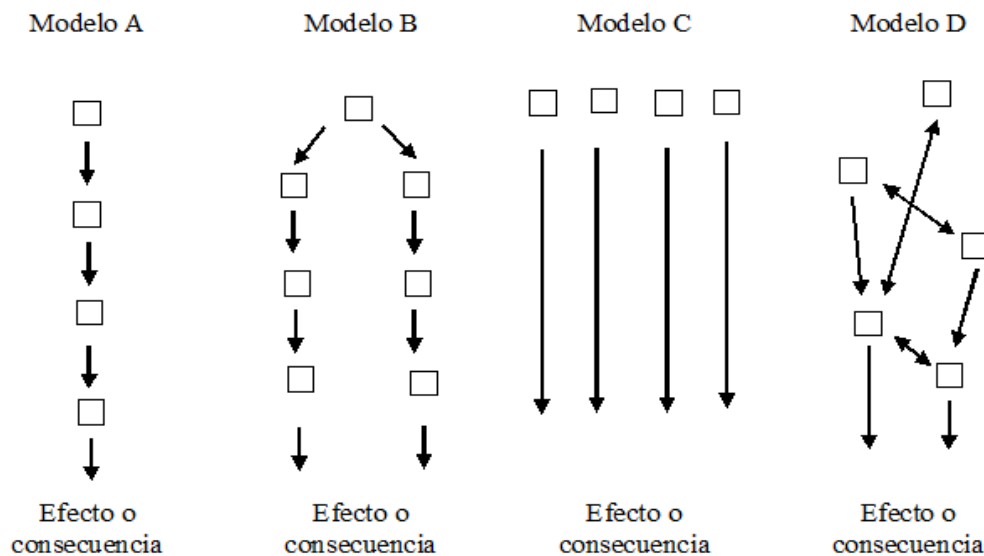 Modelo A
Modelo B
Modelo C
Modelo D
Efecto o
consecuencia
Efecto o
consecuencia
Efecto o
consecuencia
Efecto o
consecuencia